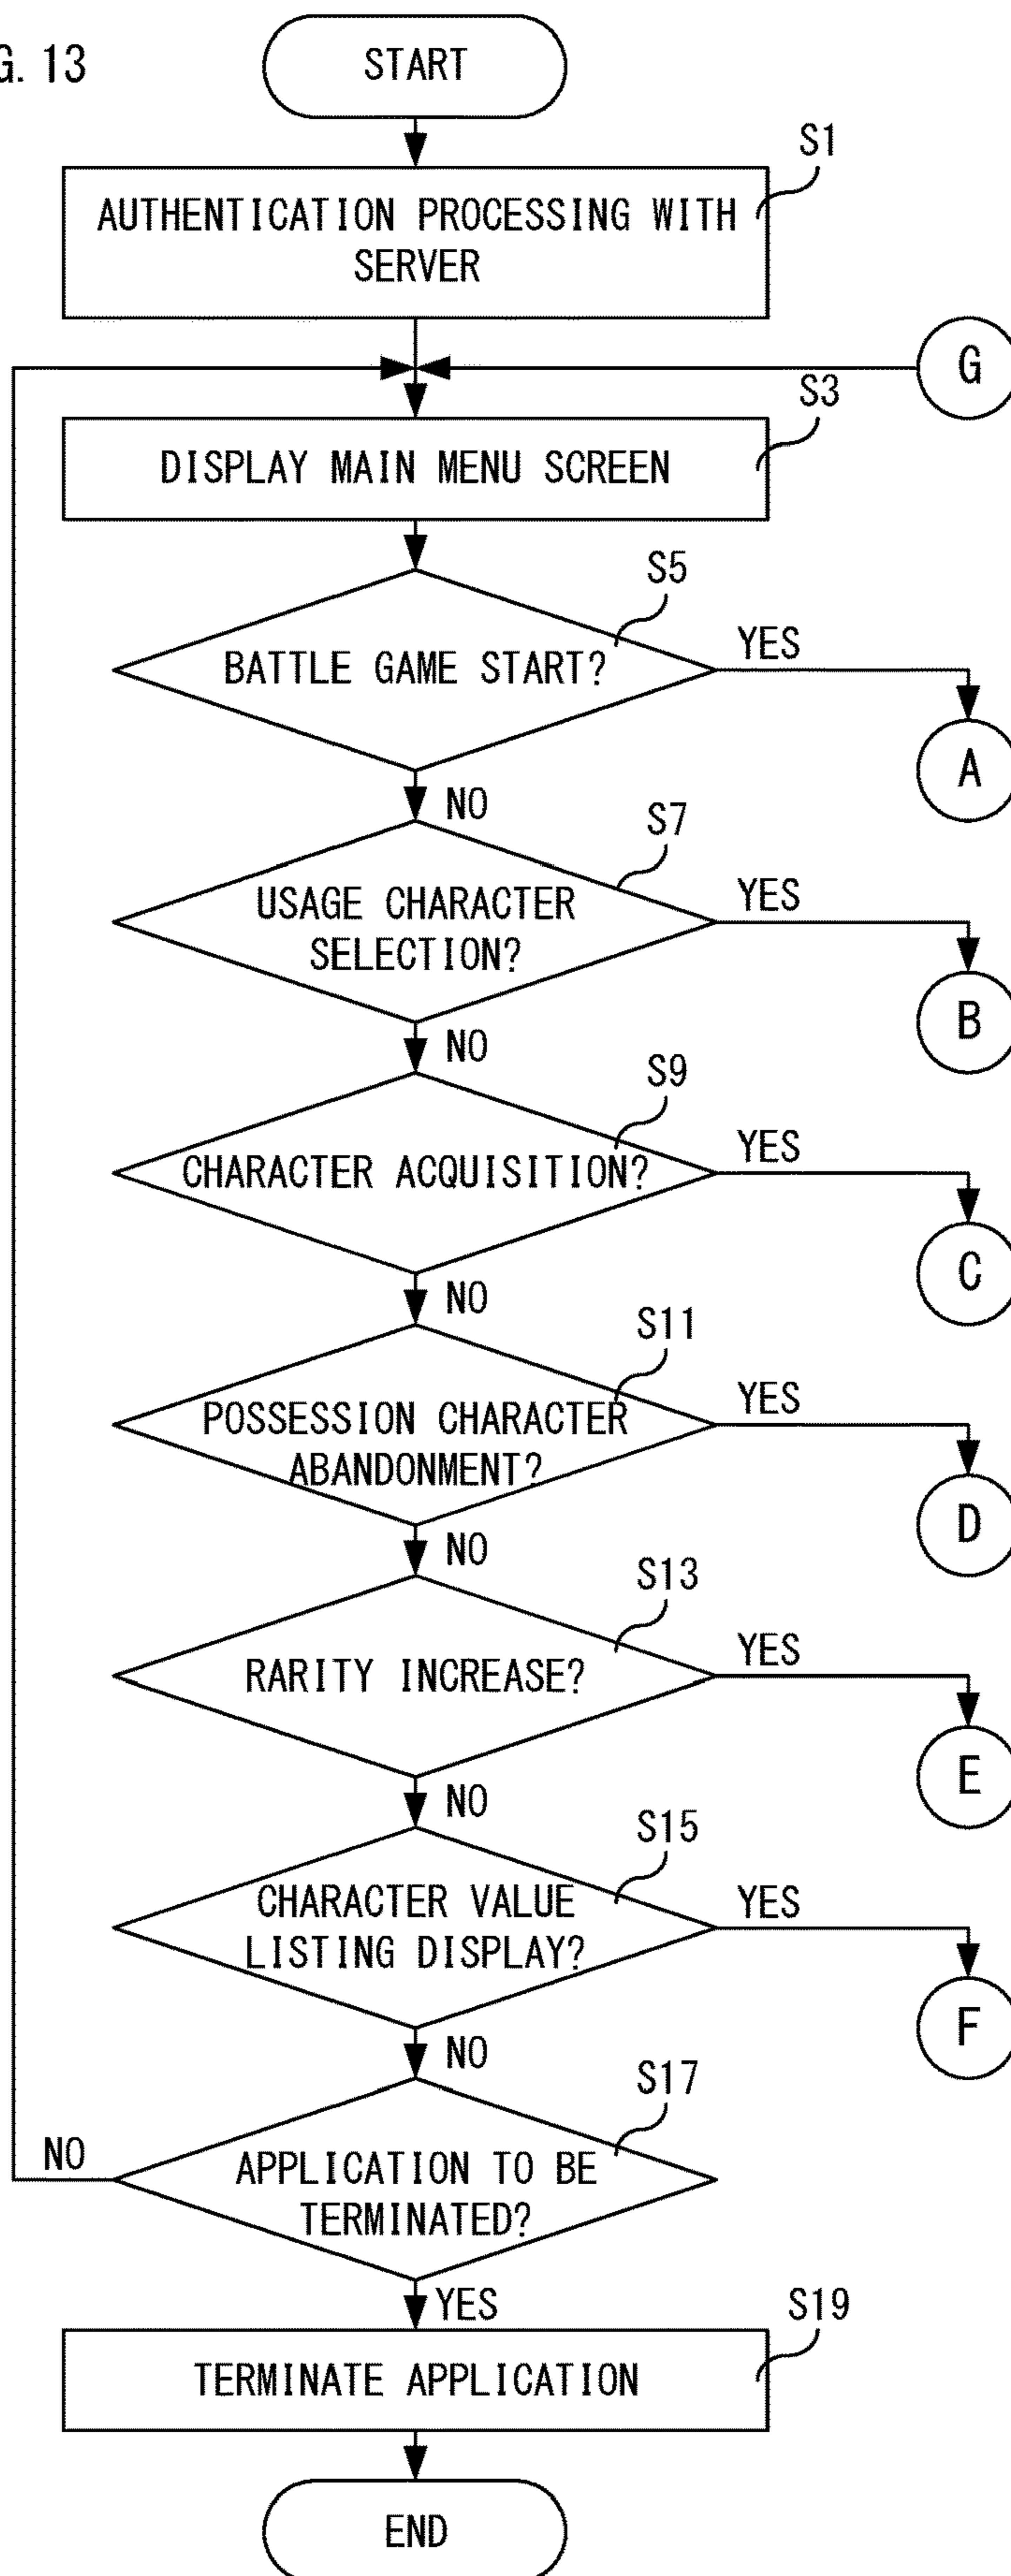 G. 13
START
S1
AUTHENTICATION PROCESSING WITH
SERVER
G
S3
DISPLAY MAIN MENU SCREEN
S5
BATTLE GAME START?
YES
A
NO
S7
USAGE CHARACTER
SELECTION?
YES
B
NO
S9
CHARACTER ACQUISITION?
YES
C
NO
S11
POSSESSION CHARACTER
ABANDONMENT?
YES
D
NO
S13
RARITY INCREASE?
YES
E
NO
S15
CHARACTER VALUE
LISTING DISPLAY?
YES
F
NO
S17
NO
APPLICATION TO BE
TERMINATED?
YES
S19
TERMINATE APPLICATION
END